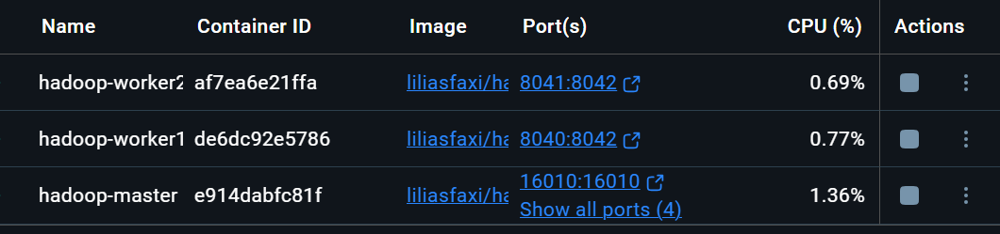 Name Container ID Image Port(s) CPU (%) Actions
hadoop-worker2 af7ea6e21ffa liliasfaxi/ha 8041:8042 0.69%
hadoop-worker1 de6dc92e5786 liliasfaxi/ha 8040:8042 0.77%
hadoop-master e914dabfc81f liliasfaxi/ha 16010:16010 1.36%
Show all ports (4)